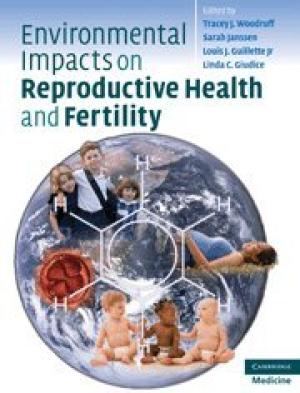 Edited by
Tracey J. Woodruff
Sarah Janssen
Louis J. Guillette Jr
Linda C. Giudice
Environmental
Impacts on
Reproductive Health
and Fertility
H
H
H
H
H
H
CAMBRIDGE
Medicine